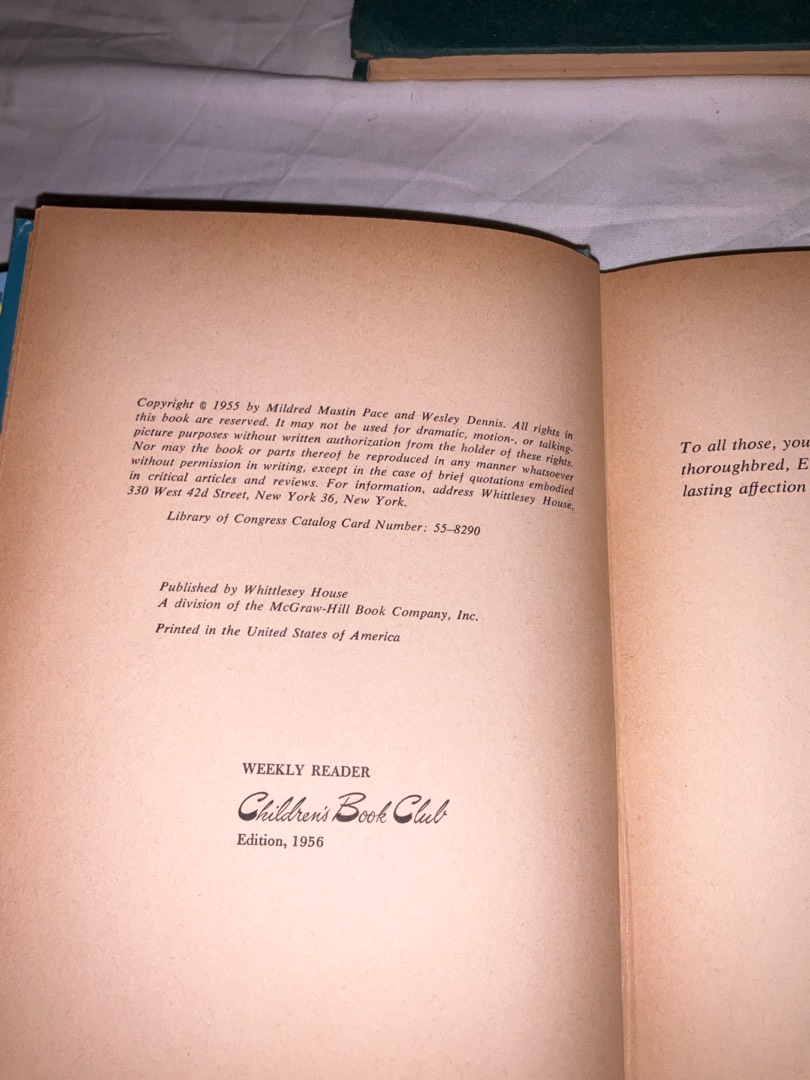 Copyright © 1955 by Mildred Mastin Pace and Wesley Dennis. All rights in
this book are reserved. It may not be used for dramatic, motion-, or talking-
picture purposes without written authorization from the holder of these rights.
Nor may the book or parts thereof be reproduced in any manner whatsoever
without permission in writing, except in the case of brief quotations embodied
in critical articles and reviews. For information, address Whittlesey House,
330 West 42d Street, New York 36, New York.
Library of Congress Catalog Card Number: 55–8290
Published by Whittlesey House
A division of the McGraw-Hill Book Company, Inc.
Printed in the United States of America
WEEKLY READER
Children's Book Club
Edition, 1956
To all those, you
thoroughbred, E
lasting affection